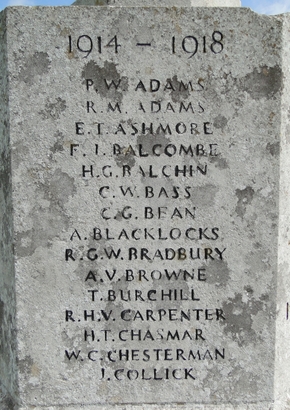 1914 - 1918
P. W. ADAMS
R. M. ADAMS
E. T. ASHMORE
F. J. BALCOMBE
H. G. BALCHIN
C. W. BASS
C. G. BEAN
A. BLACKLOCKS
R. G. W. BRADBURY
A. V. BROWNE
T. BURCHILL
R. H. V. CARPENTER
H. T. CHASMAR
W. C. CHESTERMAN
J. COLLICK